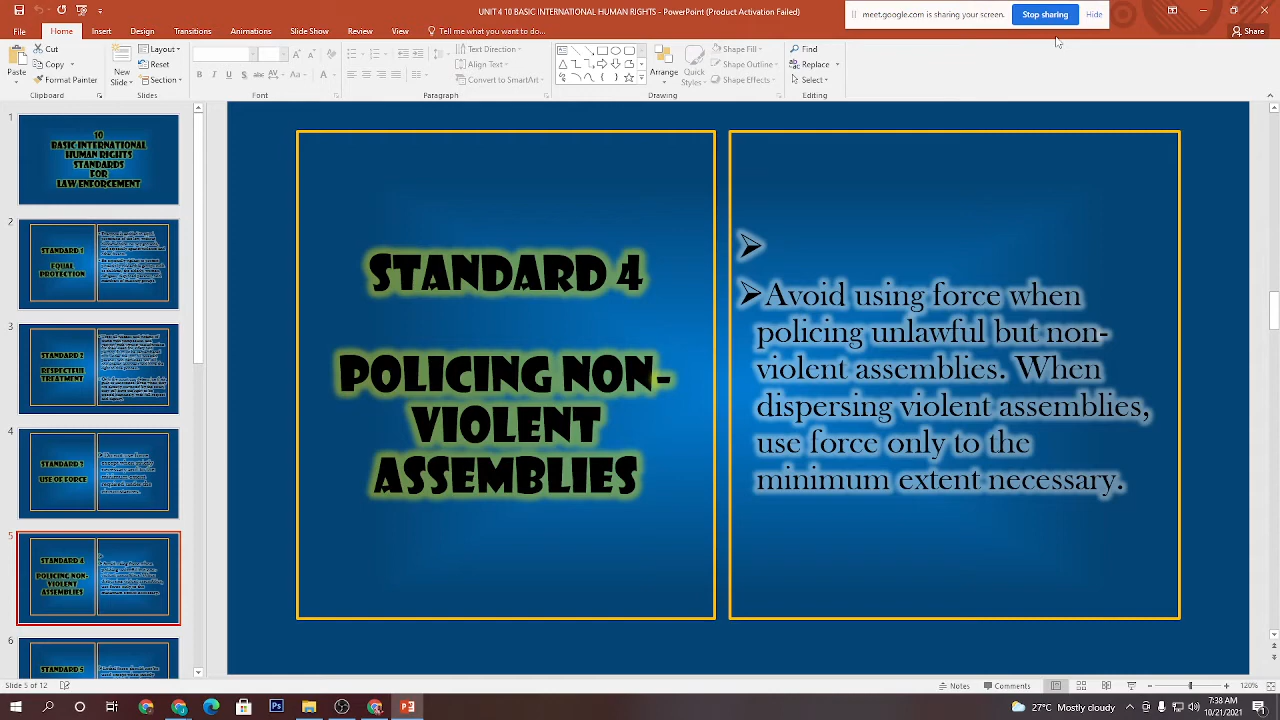 UNIT 4 10 BASIC INTERNATIONAL HUMAN RIGHTS - PowerPoint (Product Activation Failed)
meet.google.com is sharing your screen.
Stop sharing
Hide
File
Home
Insert
Design
Transitions
Animations
Slide Show
Review
View
Tell me what you want to do...
Share
Paste
Cut
Copy
Format Painter
Clipboard
New
Slide
Layout
Reset
Section
Slides
Font
Text Direction
Align Text
Convert to SmartArt
Paragraph
Arrange
Quick
Styles
Shape Fill
Shape Outline
Shape Effects
Drawing
Find
Replace
Select
Editing
1
10
BASIC INTERNATIONAL
HUMAN RIGHTS
STANDARDS
FOR
LAW ENFORCEMENT
2
STANDARD 1
EQUAL
PROTECTION
3
STANDARD 2
RESPECTFUL
TREATMENT
4
USE OF FORCE
5
STANDARD 4
POLICING NON-
VIOLENT
ASSEMBLIES
6
STANDARD 5
STANDARD 4
POLICING NON-
VIOLENT
ASSEMBLIES
Avoid using force when
policing unlawful but non-
violent assemblies. When
dispersing violent assemblies,
use force only to the
minimum extent necessary.
Slide 5 of 12
Notes
Comments
120%
27°C Mostly cloudy
7:38 AM
10/21/2021